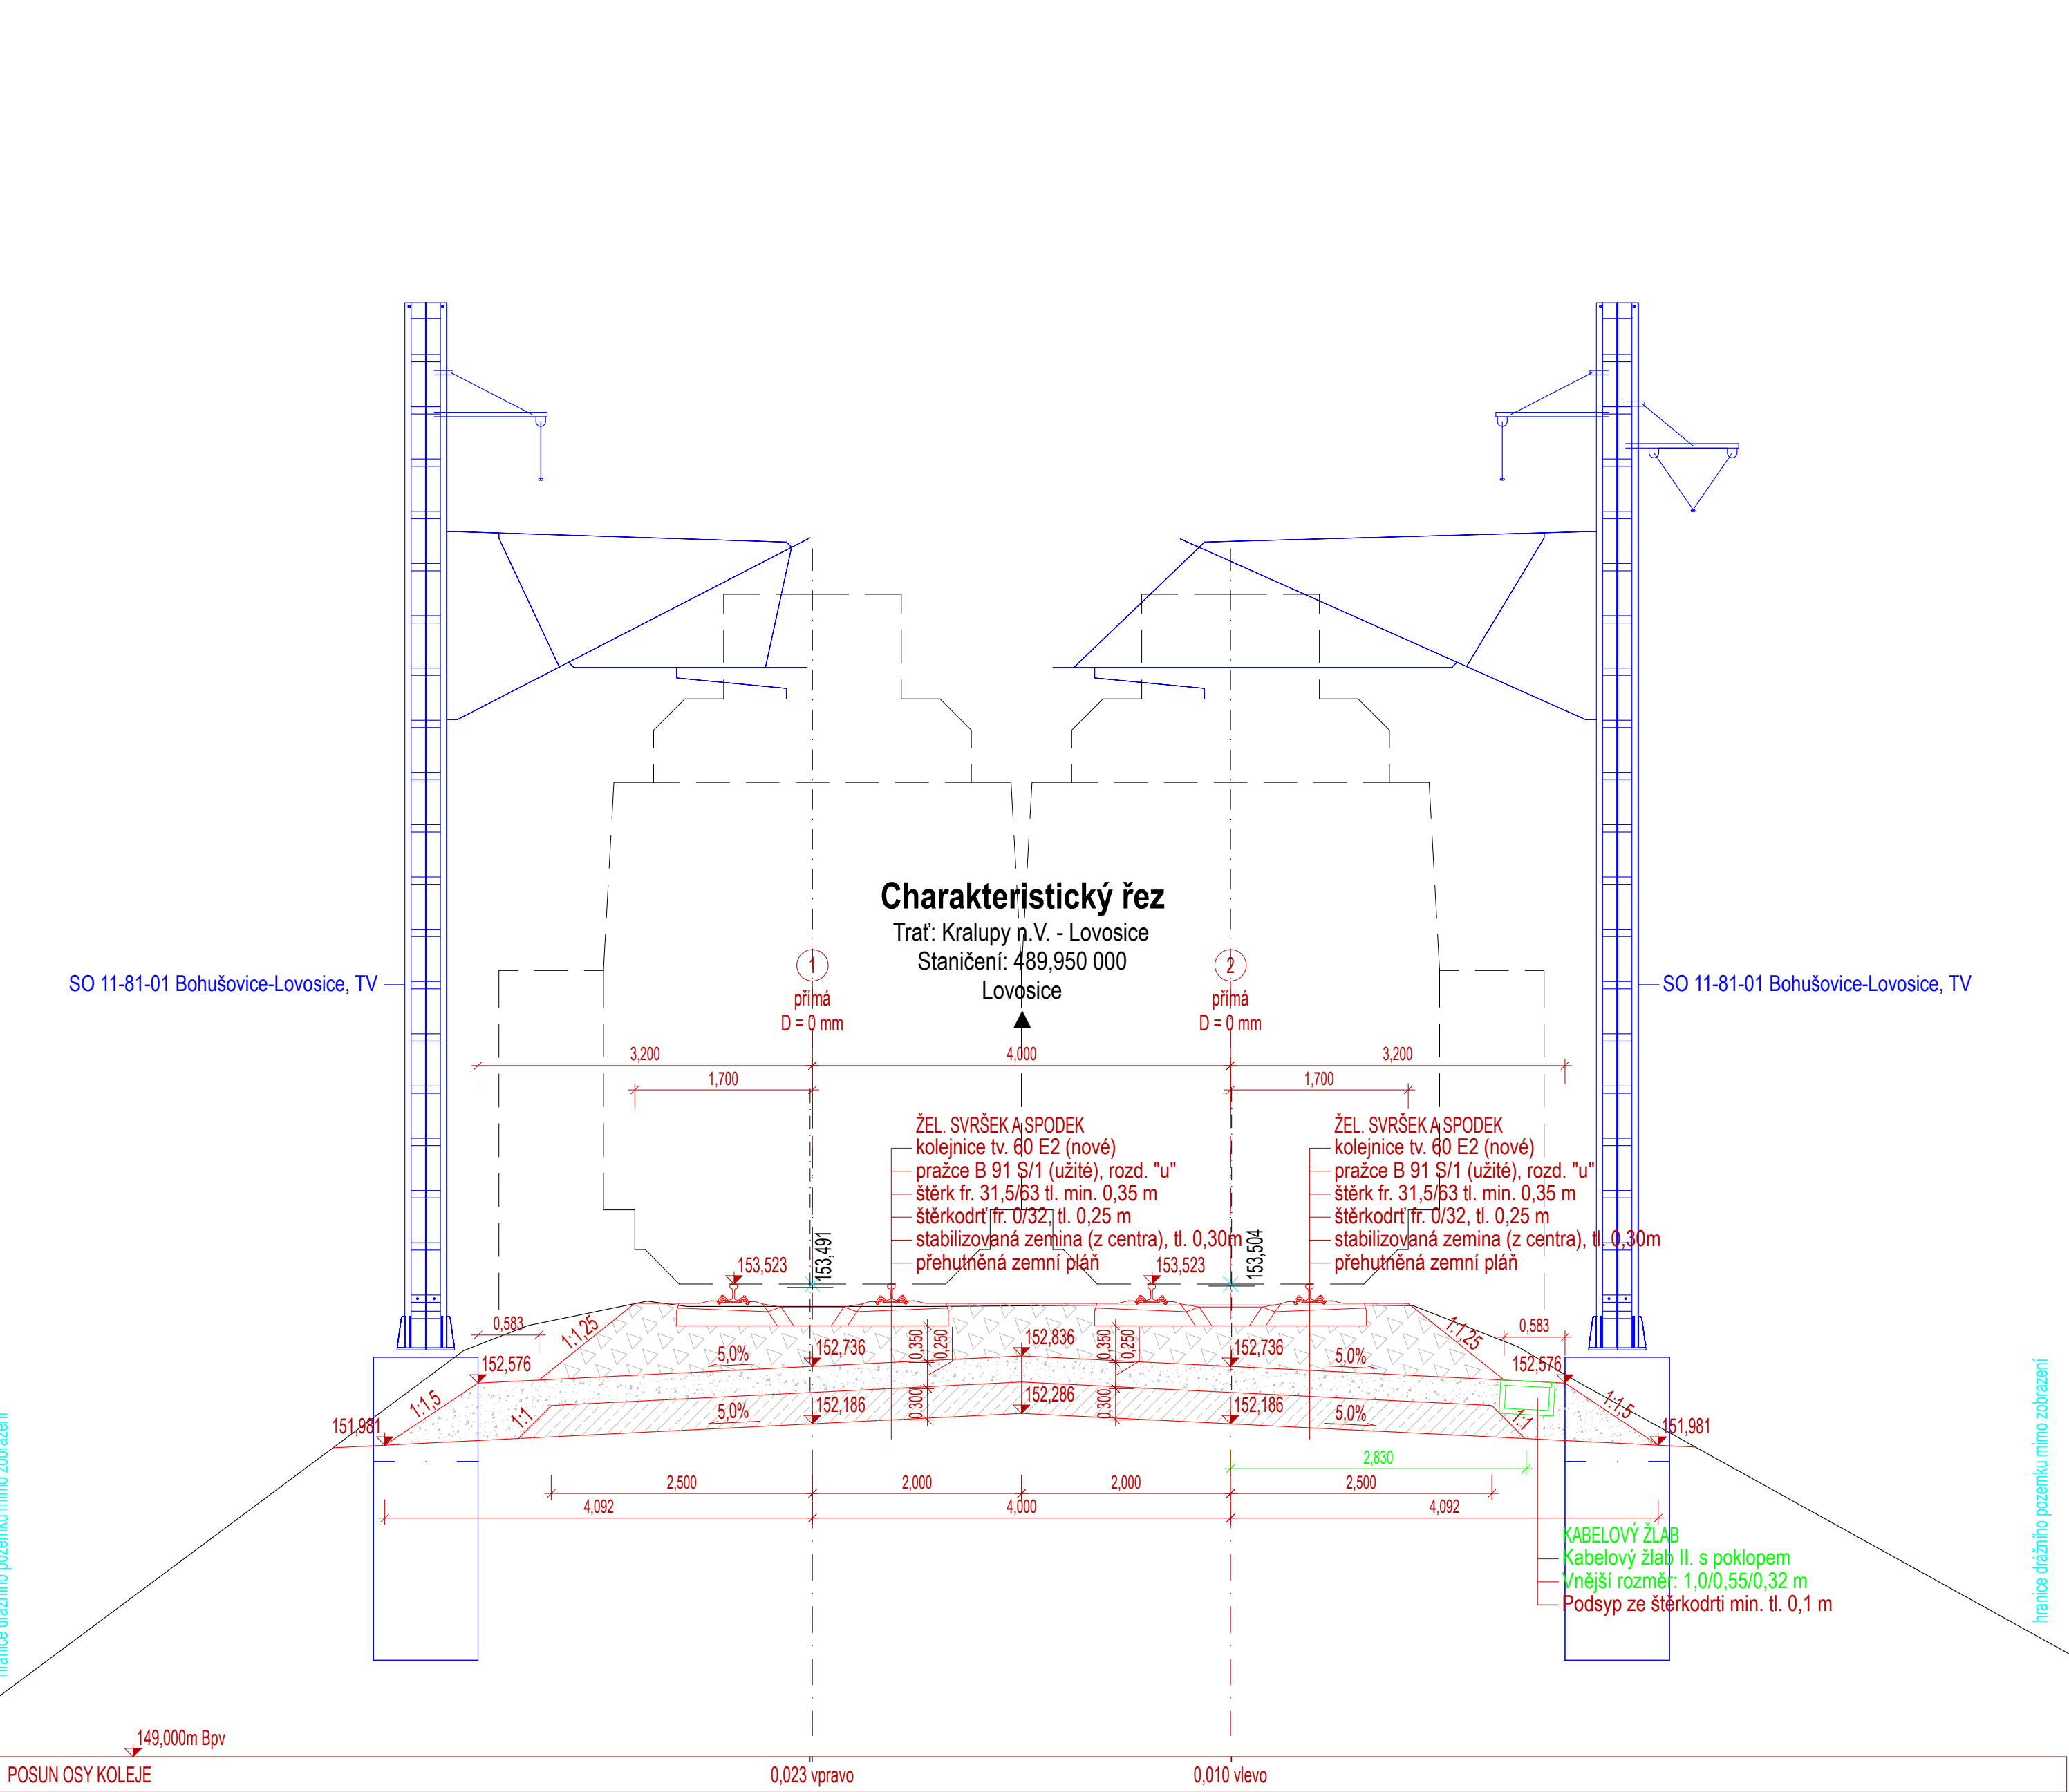 Charakteristický řez
Trať: Kralupy n.V. - Lovosice
Staničení: 489,950 000
Lovosice
SO 11-81-01 Bohušovice-Lovosice, TV
SO 11-81-01 Bohušovice-Lovosice, TV
1
přímá
D = 0 mm
2
přímá
D = 0 mm
3,200
4,000
3,200
1,700
1,700
ŽEL. SVRŠEK A SPODEK
kolejnice tv. 60 E2 (nové)
pražce B 91 S/1 (užité), rozd. "u"
štěrk fr. 31,5/63 tl. min. 0,35 m
štěrkodrť fr. 0/32, tl. 0,25 m
stabilizovaná zemina (z centra), tl. 0,30m
přehutněná zemní pláň
ŽEL. SVRŠEK A SPODEK
kolejnice tv. 60 E2 (nové)
pražce B 91 S/1 (užité), rozd. "u"
štěrk fr. 31,5/63 tl. min. 0,35 m
štěrkodrť fr. 0/32, tl. 0,25 m
stabilizovaná zemina (z centra), tl. 0,30m
přehutněná zemní pláň
153,523
153,491
153,523
153,504
0,583
1:1,25
1:1,25
0,583
152,576
5,0%
152,736
0,350
0,250
152,836
0,350
0,250
152,736
5,0%
152,576
1:1,5
1:1
5,0%
152,186
0,300
152,286
0,300
152,186
5,0%
1:1
1:1,5
151,981
151,981
2,830
2,500
2,000
2,000
2,500
4,092
4,000
4,092
KABELOVÝ ŽLAB
Kabelový žlab II. s poklopem
Vnější rozměr: 1,0/0,55/0,32 m
Podsyp ze štěrkodrti min. tl. 0,1 m
hranice drážního pozemku mimo zobrazení
hranice drážního pozemku mimo zobrazení
149,000m Bpv
POSUN OSY KOLEJE
0,023 vpravo
0,010 vlevo